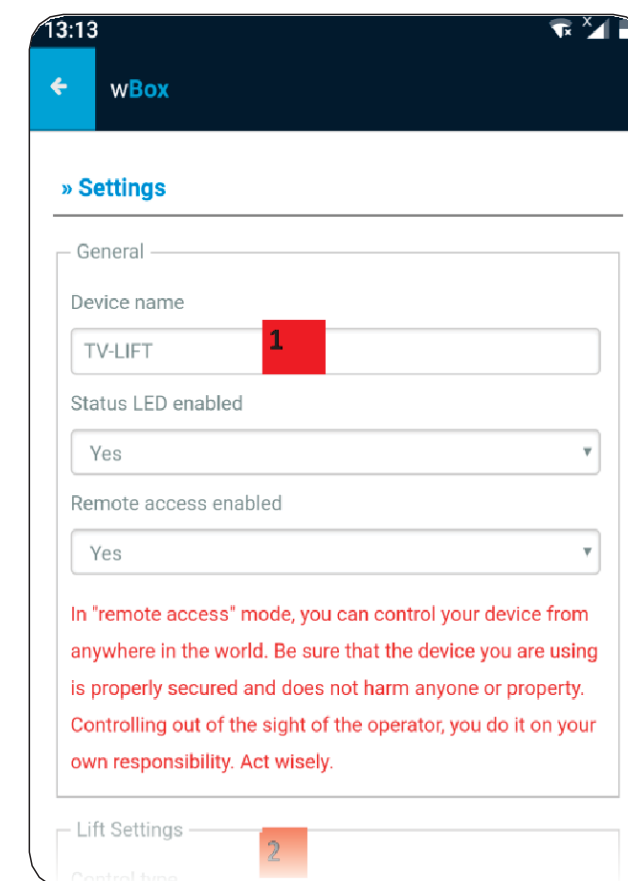 13:13
wBox
» Settings
General
Device name
TV-LIFT
1
Status LED enabled
Yes
Remote access enabled
Yes
In "remote access" mode, you can control your device from
anywhere in the world. Be sure that the device you are using
is properly secured and does not harm anyone or property.
Controlling out of the sight of the operator, you do it on your
own responsibility. Act wisely.
Lift Settings
2
Control type